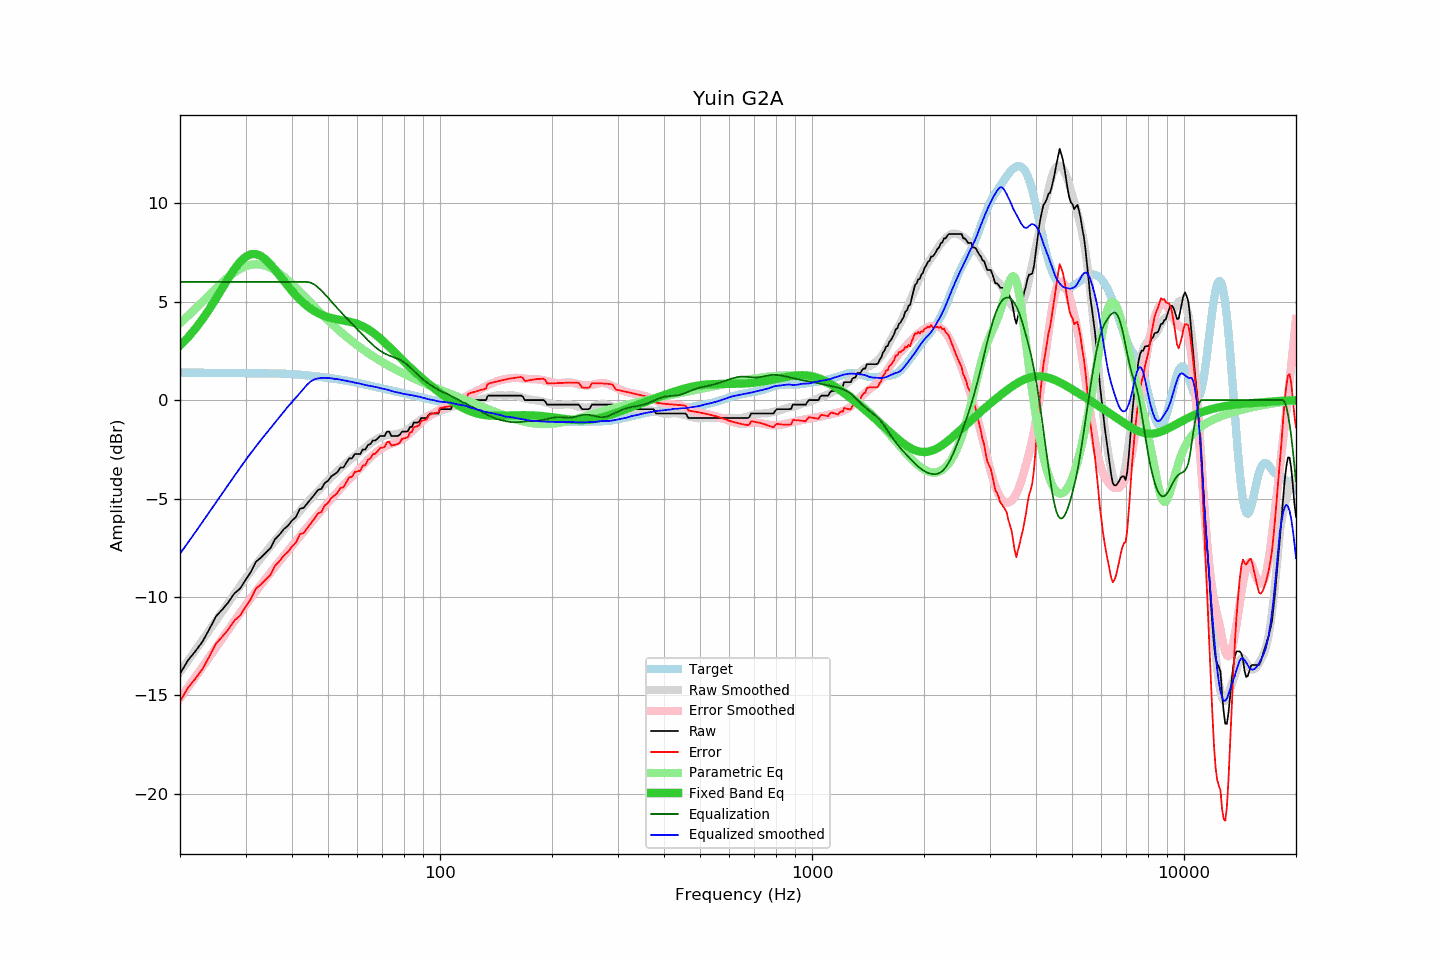 Yuin G2A
Amplitude (dBr)
10
5
0
−5
−10
−15
−20
100
1000
10000
Frequency (Hz)
Target
Raw Smoothed
Error Smoothed
Raw
Error
Parametric Eq
Fixed Band Eq
Equalization
Equalized smoothed